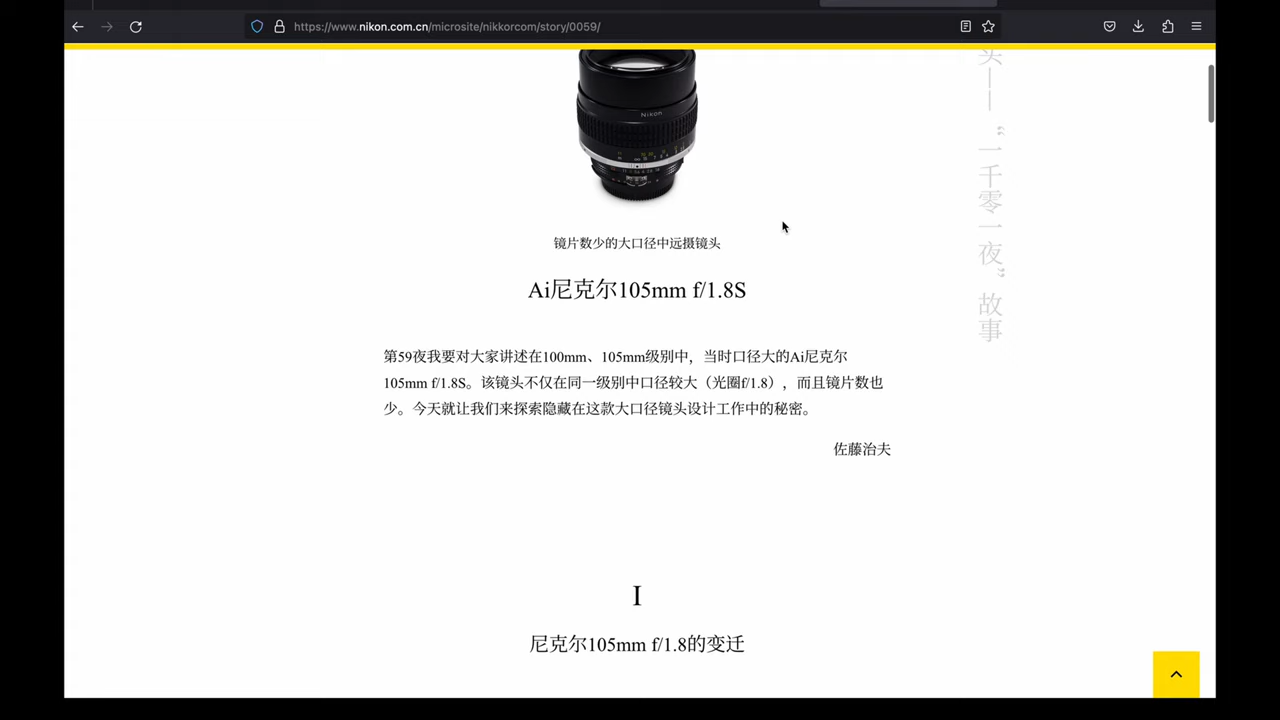 https://www.nikon.com.cn/microsite/nikkorcom/story/0059/
Nikon
头——“一千零一夜”故事
镜片数少的大口径中远摄镜头
Ai尼克尔105mm f/1.8S
第59夜我要对大家讲述在100mm、105mm级别中，当时口径大的Ai尼克尔
105mm f/1.8S。该镜头不仅在同一级别中口径较大（光圈f/1.8），而且镜片数也
少。今天就让我们来探索隐藏在这款大口径镜头设计工作中的秘密。
佐藤治夫
I
尼克尔105mm f/1.8的变迁